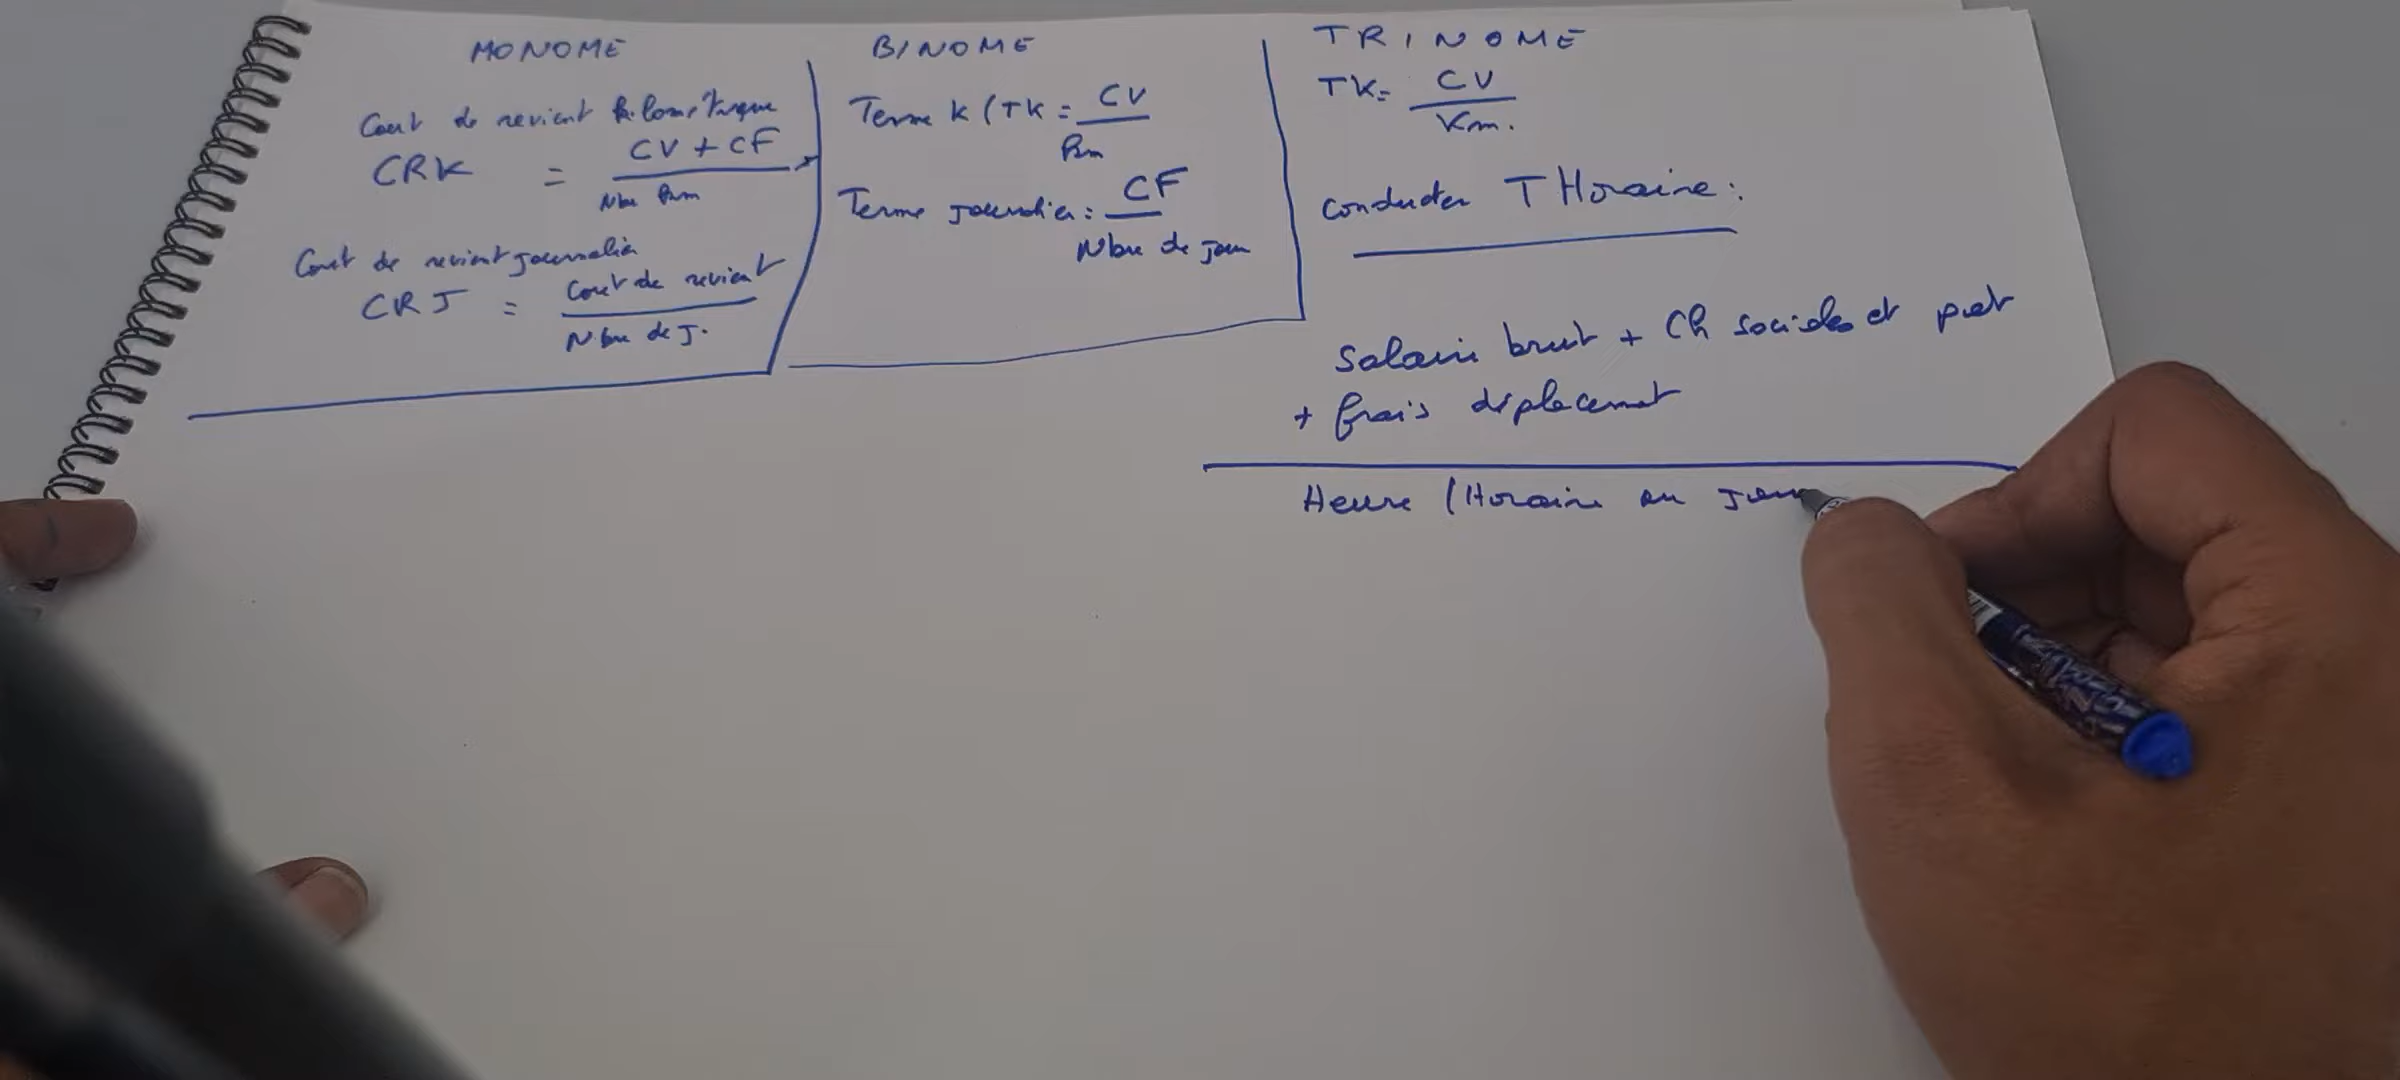 MONOME
Cout de revient kilométrique
CRK = CV + CF
Nbre km
Cout de revient journalier
CRJ = Cout de revient
Nbre de J.
BINOME
Terme K (TK = CV
km
Terme journalier : CF
Nbre de jour
TRINOME
TK = CV
Km.
conducteur T Horaire :
Salaire brut + Ch sociales et pat
+ frais déplacement
Heure (Horaire ou Jour